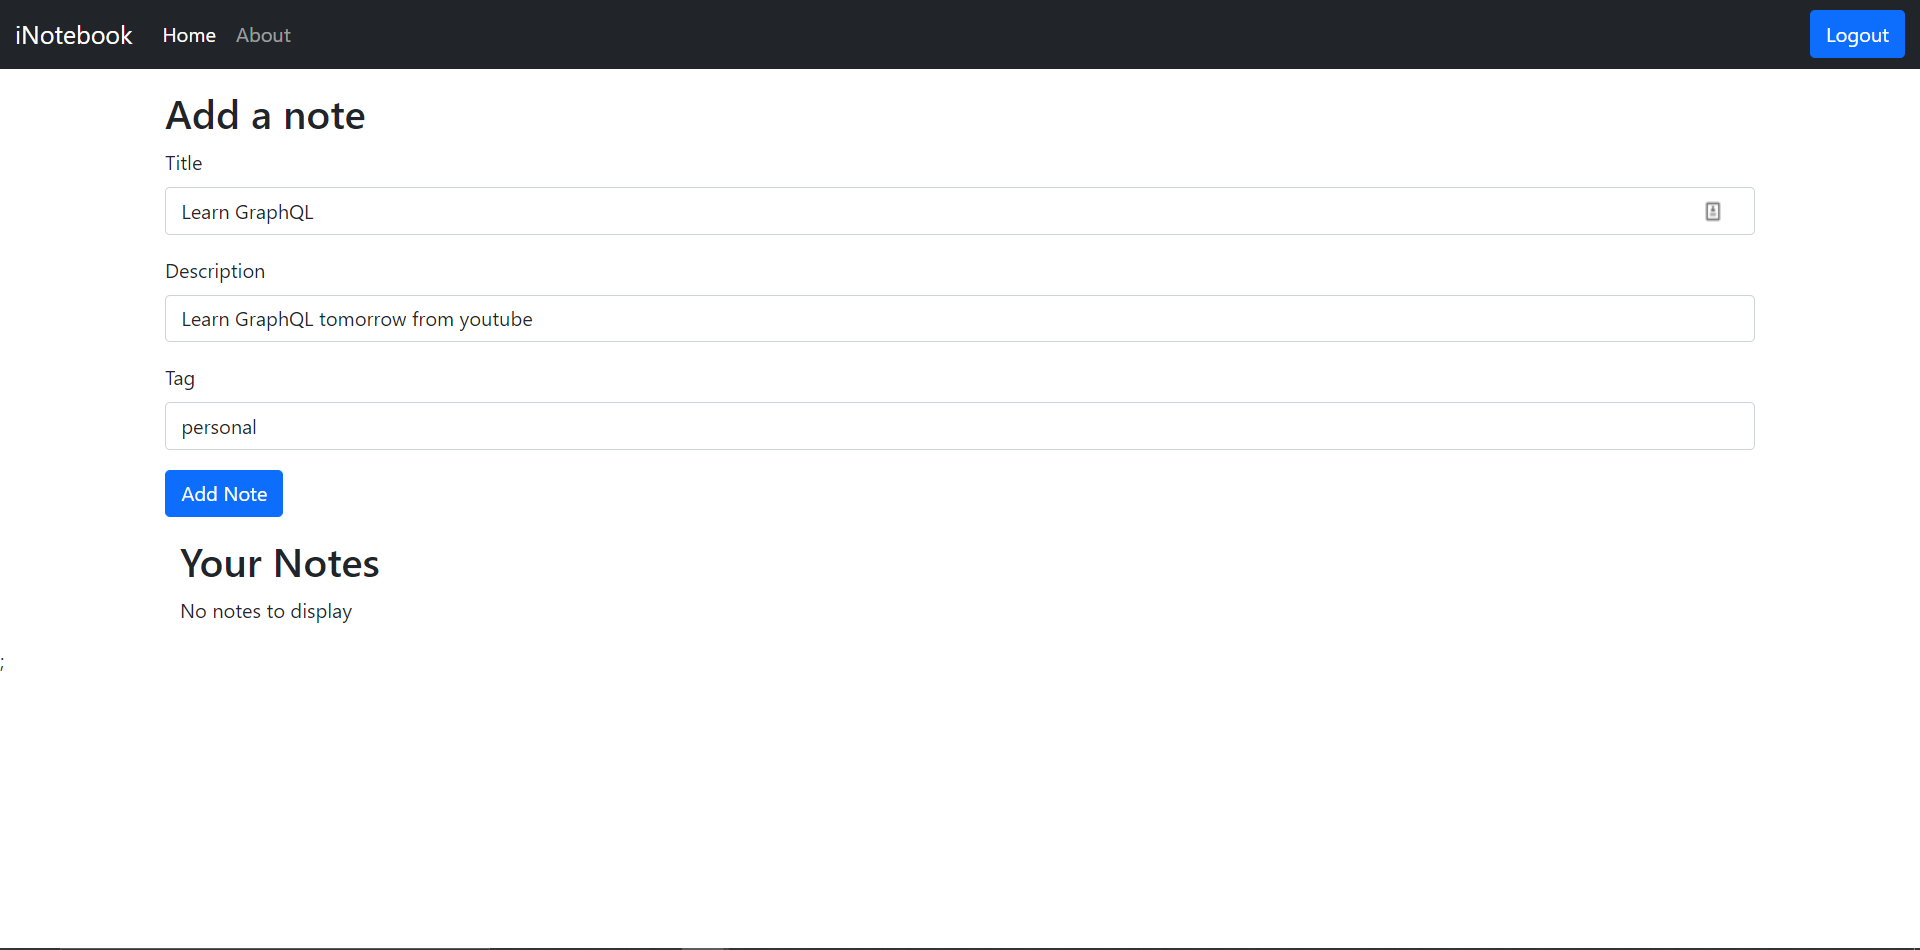 iNotebook Home About Logout
Add a note
Title
Learn GraphQL
Description
Learn GraphQL tomorrow from youtube
Tag
personal
Add Note
Your Notes
No notes to display
;